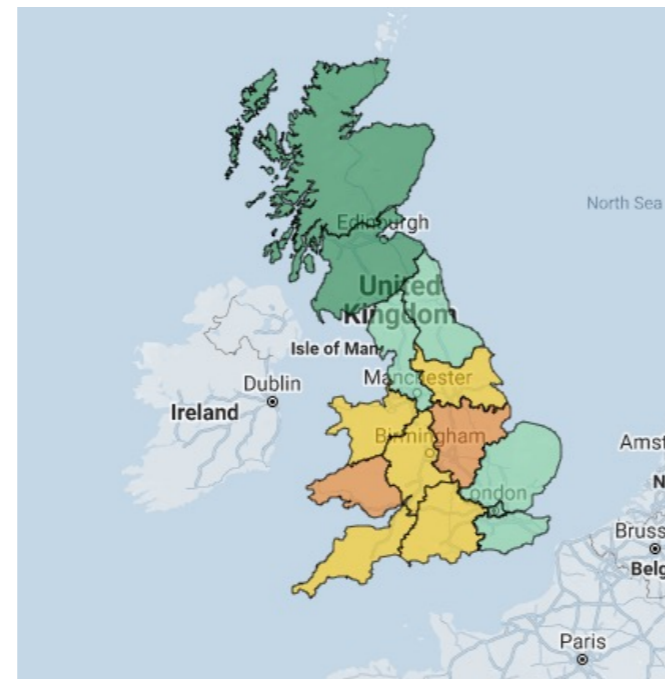 North Sea
Edinburgh
United
Kingdom
Isle of Man
Manchester
Dublin
Ireland
Birmingham
Amst
N
London
Bruss
Belg
Paris